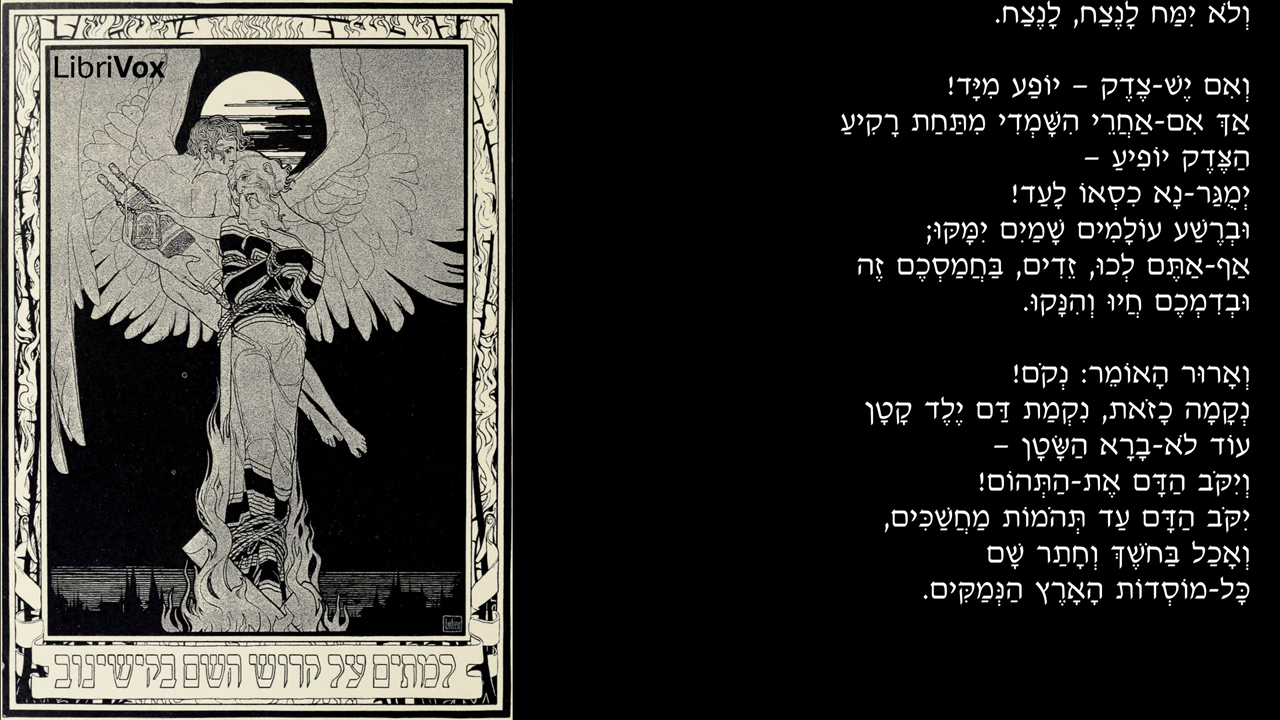 LibriVox
למתים על קדוש השם בקישינוב
וְלֹא יִמַּח לָנֶצַח, לָנֶצַח.
וְאִם יֶשׁ-צֶדֶק – יוֹפַע מִיָּד!
אַךְ אִם-אַחֲרֵי הִשָּׁמְדִי מִתַּחַת רָקִיעַ
הַצֶּדֶק יוֹפִיעַ –
יְמֻגַּר-נָא כִסְאוֹ לָעַד!
וּבְרֶשַׁע עוֹלָמִים שָׁמַיִם יִמָּקּוּ;
אַף-אַתֶּם לְכוּ, זֵדִים, בַּחֲמַסְכֶם זֶה
וּבְדִמְכֶם חֲיוּ וְהִנָּקוּ.
וְאָרוּר הָאוֹמֵר: נְקֹם!
נְקָמָה כָזֹאת, נִקְמַת דַּם יֶלֶד קָטָן
עוֹד לֹא-בָרָא הַשָּׂטָן –
וְיִקֹּב הַדָּם אֶת-הַתְּהוֹם!
יִקֹּב הַדָּם עַד תְּהֹמוֹת מַחֲשַׁכִּים,
וְאָכַל בַּחֹשֶׁךְ וְחָתַר שָׁם
כָּל-מוֹסְדוֹת הָאָרֶץ הַנְּמַקִּים.